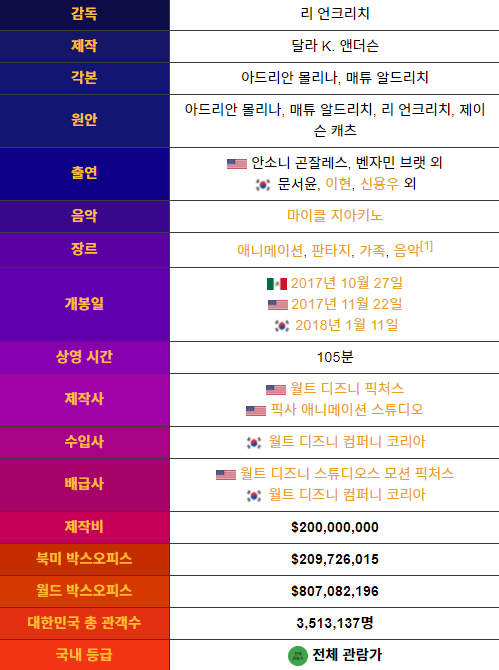 감독 리 언크리치
제작 달라 K. 앤더슨
각본 아드리안 몰리나, 매튜 알드리치
원안 아드리안 몰리나, 매튜 알드리치, 리 언크리치, 제이
슨 캐츠
출연 안소니 곤잘레스, 벤자민 브랫 외
문서윤, 이현, 신용우 외
음악 마이클 지아키노
장르 애니메이션, 판타지, 가족, 음악[1]
개봉일 2017년 10월 27일
2017년 11월 22일
2018년 1월 11일
상영 시간 105분
제작사 월트 디즈니 픽처스
픽사 애니메이션 스튜디오
수입사 월트 디즈니 컴퍼니 코리아
배급사 월트 디즈니 스튜디오스 모션 픽처스
월트 디즈니 컴퍼니 코리아
제작비 $200,000,000
북미 박스오피스 $209,726,015
월드 박스오피스 $807,082,196
대한민국 총 관객수 3,513,137명
국내 등급 전체 관람가